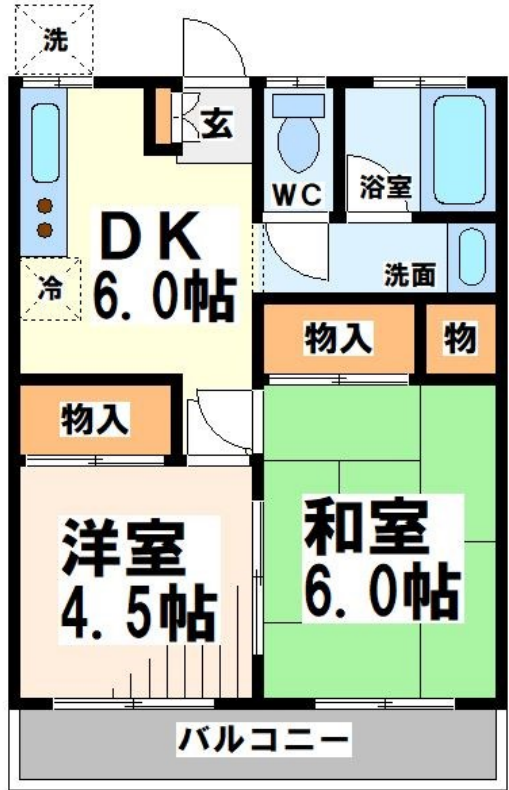 洗
玄
WC
浴室
DK
6.0帖
冷
洗面
物入
物
物入
和室
6.0帖
洋室
4.5帖
バルコニー